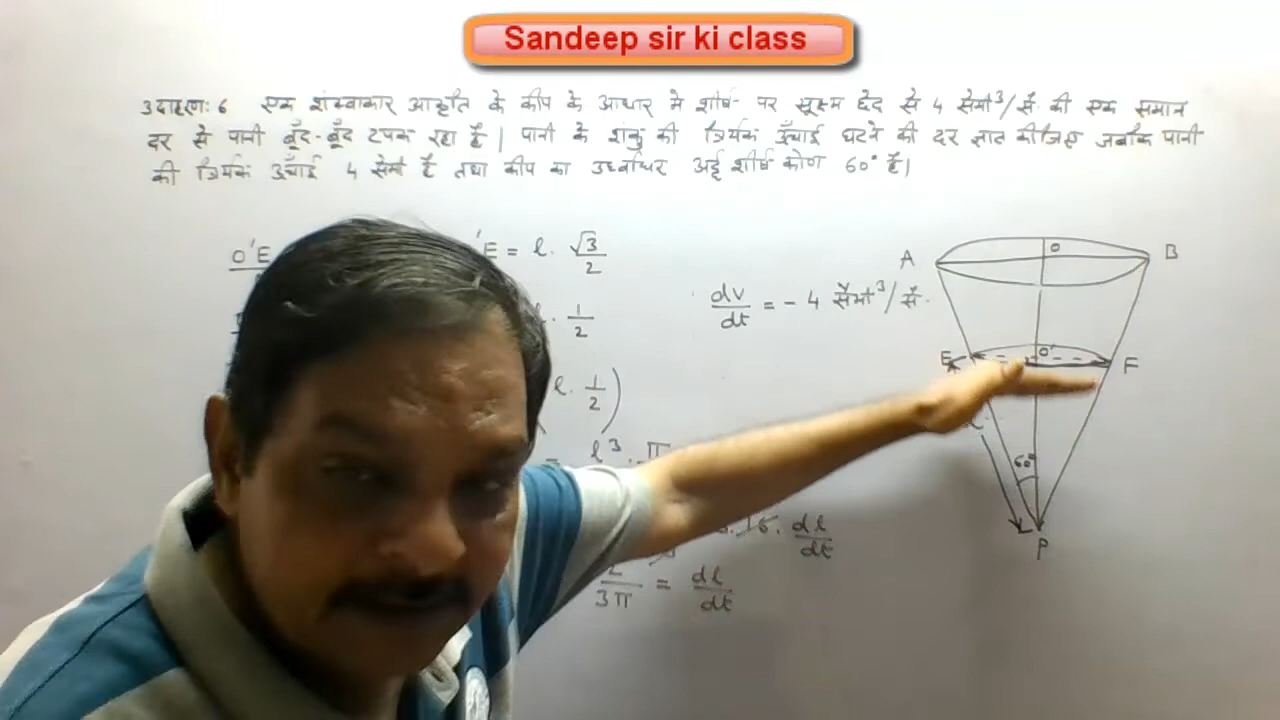 Sandeep sir ki class
उदाहरण: 6 एक शंक्वाकार आकृति के कीप के आधार मे शीर्ष पर सूक्ष्म छेद से 4 सेमी³/से. की एक समान
दर से पानी बूँद-बूँद टपक रहा है | पानी के शंकु की त्रिर्यक ऊँचाई घटने की दर ज्ञात कीजिए जबकि पानी
की त्रिर्यक ऊँचाई 4 सेमी है तथा कीप का उर्ध्वाधर अर्द्ध शीर्ष कोण 60° है।
O'E
'E = l. √3/2
. 1/2
dv/dt = - 4 सेमी³/से.
l. 1/2)
= l³. π
dl/dt
2/3π = dl/dt
A O B
E O' F
60°
P